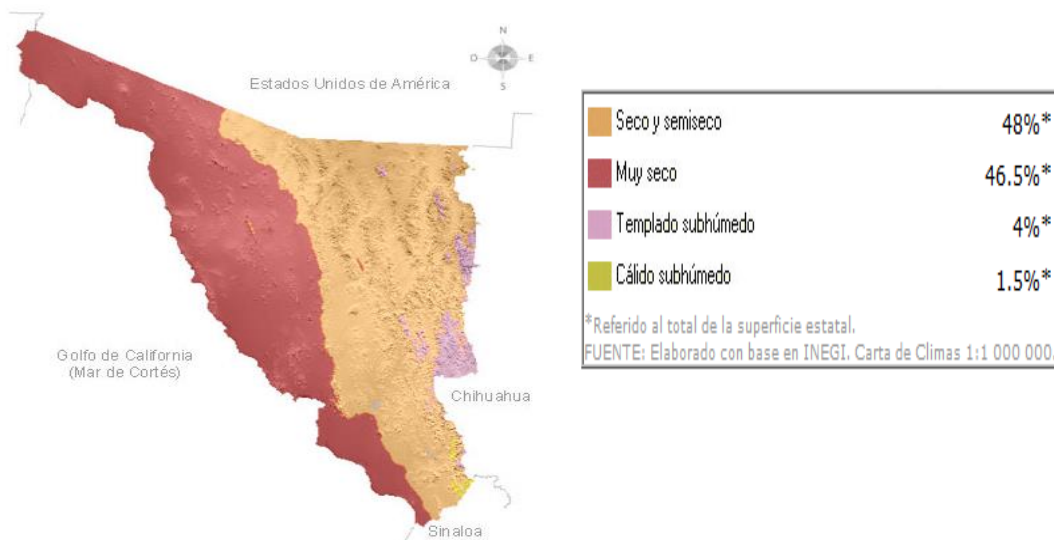 N
O
E
S
Estados Unidos de América
Golfo de California
(Mar de Cortés)
Chihuahua
Sinaloa
Seco y semiseco 48%*
Muy seco 46.5%*
Templado subhúmedo 4%*
Cálido subhúmedo 1.5%*
*Referido al total de la superficie estatal.
FUENTE: Elaborado con base en INEGI. Carta de Climas 1:1 000 000.